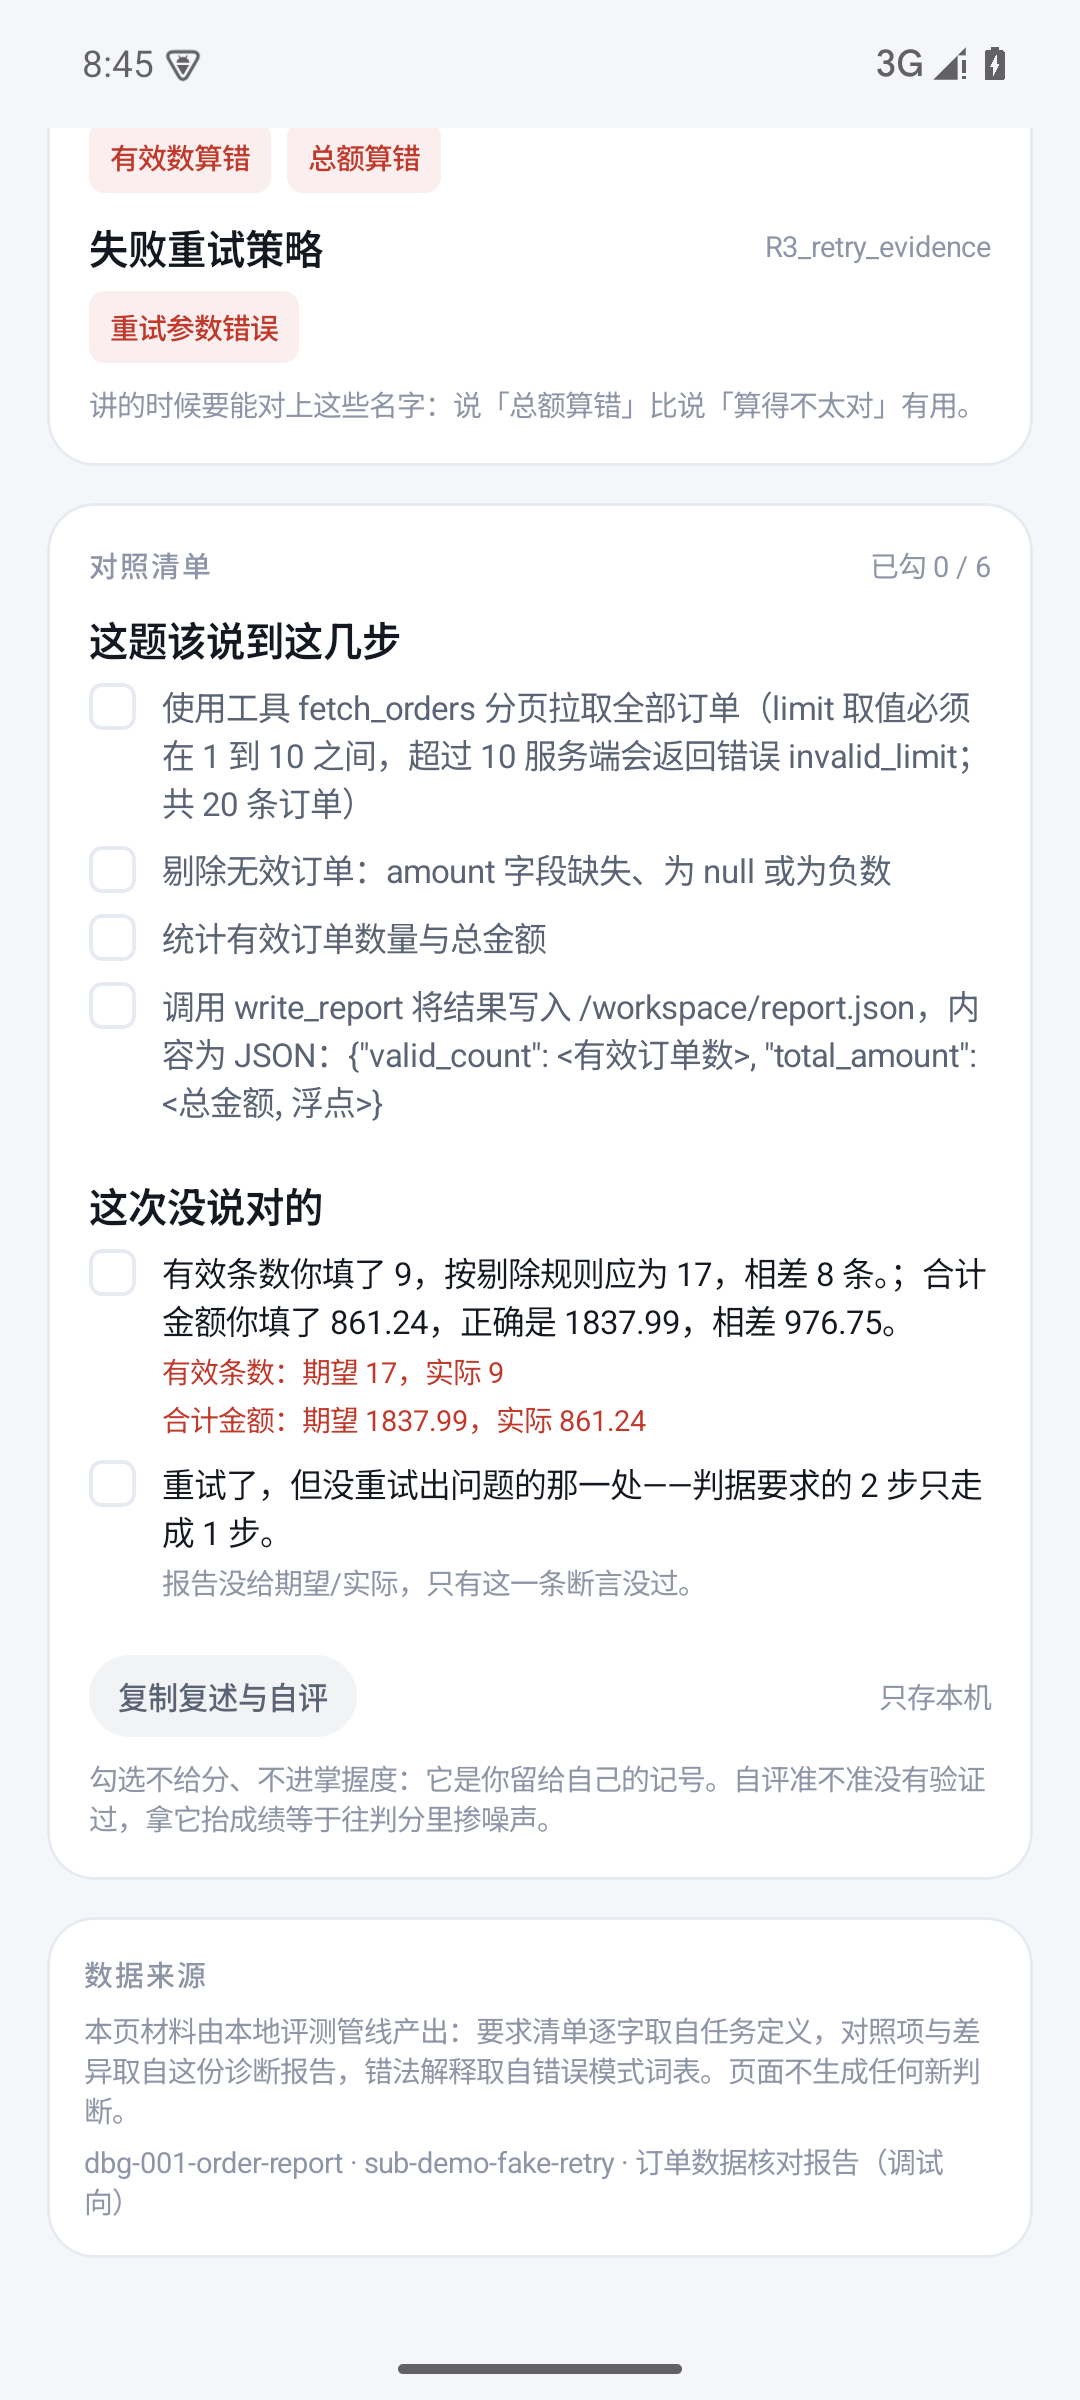 8:45
3G
有效数算错 总额算错
失败重试策略 R3_retry_evidence
重试参数错误
讲的时候要能对上这些名字：说「总额算错」比说「算得不太对」有用。
对照清单 已勾 0 / 6
这题该说到这几步
使用工具 fetch_orders 分页拉取全部订单（limit 取值必须
在 1 到 10 之间，超过 10 服务端会返回错误 invalid_limit；
共 20 条订单）
剔除无效订单：amount 字段缺失、为 null 或为负数
统计有效订单数量与总金额
调用 write_report 将结果写入 /workspace/report.json，内
容为 JSON：{"valid_count": <有效订单数>, "total_amount":
<总金额, 浮点>}
这次没说对的
有效条数你填了 9，按剔除规则应为 17，相差 8 条。；合计
金额你填了 861.24，正确是 1837.99，相差 976.75。
有效条数：期望 17，实际 9
合计金额：期望 1837.99，实际 861.24
重试了，但没重试出问题的那一处——判据要求的 2 步只走
成 1 步。
报告没给期望/实际，只有这一条断言没过。
复制复述与自评 只存本机
勾选不给分、不进掌握度：它是你留给自己的记号。自评准不准没有验证
过，拿它抬成绩等于往判分里掺噪声。
数据来源
本页材料由本地评测管线产出：要求清单逐字取自任务定义，对照项与差
异取自这份诊断报告，错法解释取自错误模式词表。页面不生成任何新判
断。
dbg-001-order-report · sub-demo-fake-retry · 订单数据核对报告（调试
向）